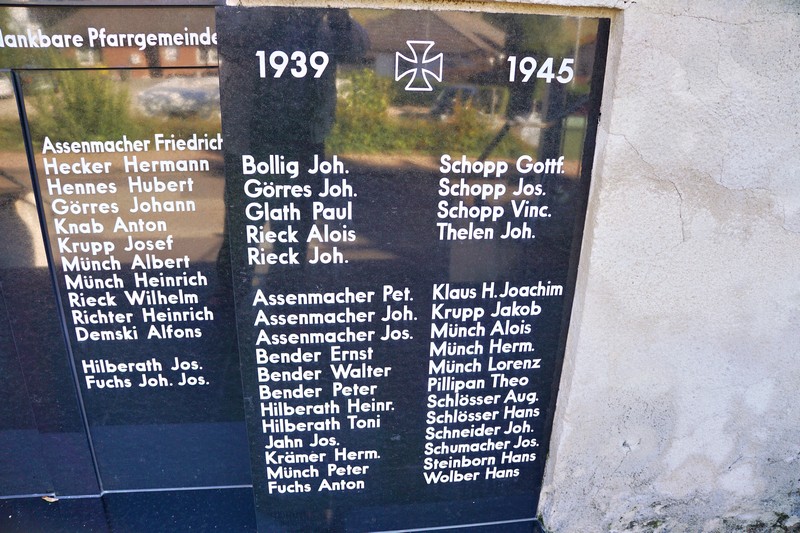 dankbare Pfarrgemeinde
Assenmacher Friedrich
Hecker Hermann
Hennes Hubert
Görres Johann
Knab Anton
Krupp Josef
Münch Albert
Münch Heinrich
Rieck Wilhelm
Richter Heinrich
Demski Alfons
Hilberath Jos.
Fuchs Joh. Jos.
1939 1945
Bollig Joh.
Görres Joh.
Glath Paul
Rieck Alois
Rieck Joh.
Schopp Gottf.
Schopp Jos.
Schopp Vinc.
Thelen Joh.
Assenmacher Pet.
Assenmacher Joh.
Assenmacher Jos.
Bender Ernst
Bender Walter
Bender Peter
Hilberath Heinr.
Hilberath Toni
Jahn Jos.
Krämer Herm.
Münch Peter
Fuchs Anton
Klaus H. Joachim
Krupp Jakob
Münch Alois
Münch Herm.
Münch Lorenz
Pillipan Theo
Schlösser Aug.
Schlösser Hans
Schneider Joh.
Schumacher Jos.
Steinborn Hans
Wolber Hans